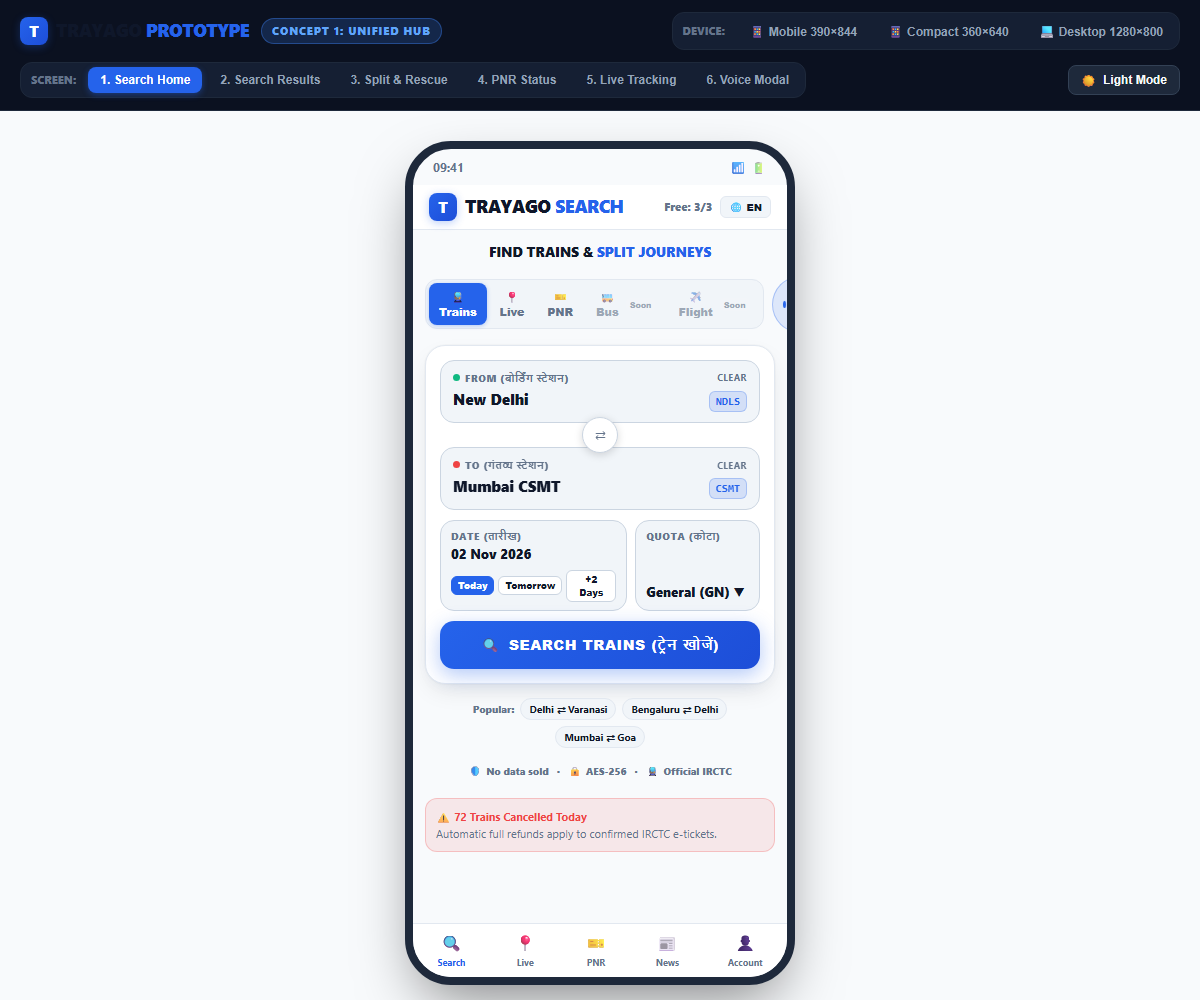 T TRAYAGO PROTOTYPE CONCEPT 1: UNIFIED HUB
DEVICE: Mobile 390×844 Compact 360×640 Desktop 1280×800
SCREEN: 1. Search Home 2. Search Results 3. Split & Rescue 4. PNR Status 5. Live Tracking 6. Voice Modal
Light Mode
09:41
T TRAYAGO SEARCH Free: 3/3 EN
FIND TRAINS & SPLIT JOURNEYS
Trains Live PNR Bus Soon Flight Soon
FROM (बोर्डिंग स्टेशन) CLEAR
New Delhi NDLS
⇄
TO (गंतव्य स्टेशन) CLEAR
Mumbai CSMT CSMT
DATE (तारीख) QUOTA (कोटा)
02 Nov 2026
Today Tomorrow +2 Days
General (GN) ▼
SEARCH TRAINS (ट्रेन खोजें)
Popular: Delhi ⇄ Varanasi Bengaluru ⇄ Delhi
Mumbai ⇄ Goa
No data sold • AES-256 • Official IRCTC
72 Trains Cancelled Today
Automatic full refunds apply to confirmed IRCTC e-tickets.
Search Live PNR News Account